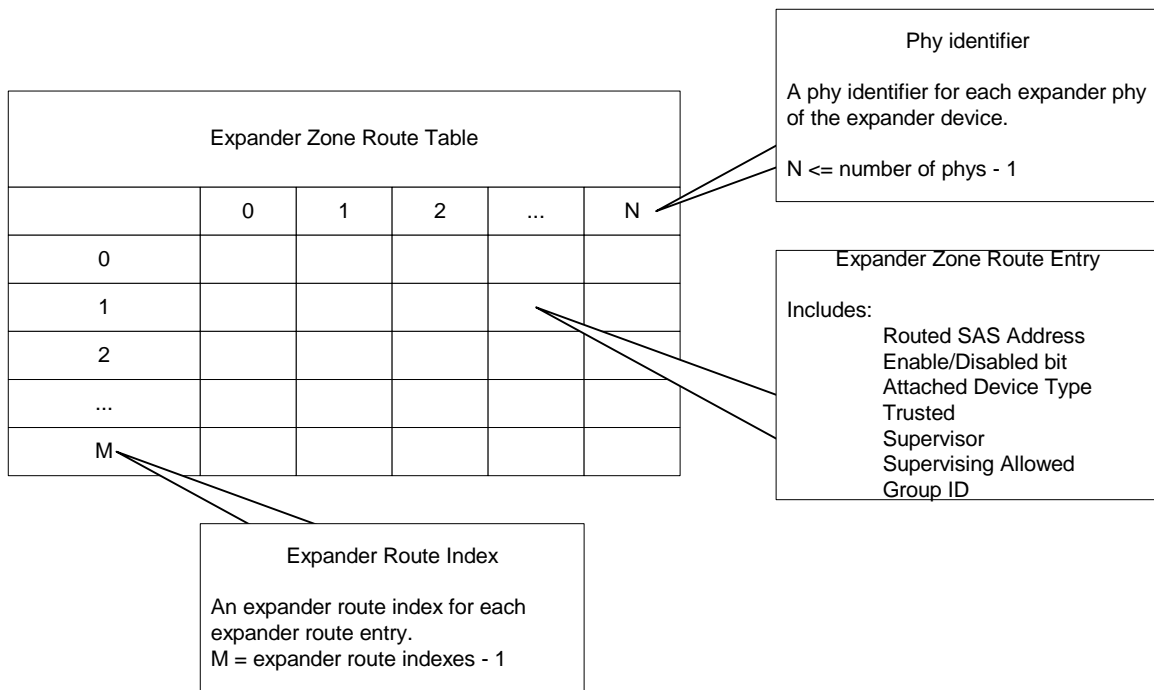 Phy identifier
A phy identifier for each expander phy
of the expander device.
N <= number of phys - 1
Expander Zone Route Table
0 1 2 ... N
0
1
2
...
M
Expander Zone Route Entry
Includes:
Routed SAS Address
Enable/Disabled bit
Attached Device Type
Trusted
Supervisor
Supervising Allowed
Group ID
Expander Route Index
An expander route index for each
expander route entry.
M = expander route indexes - 1